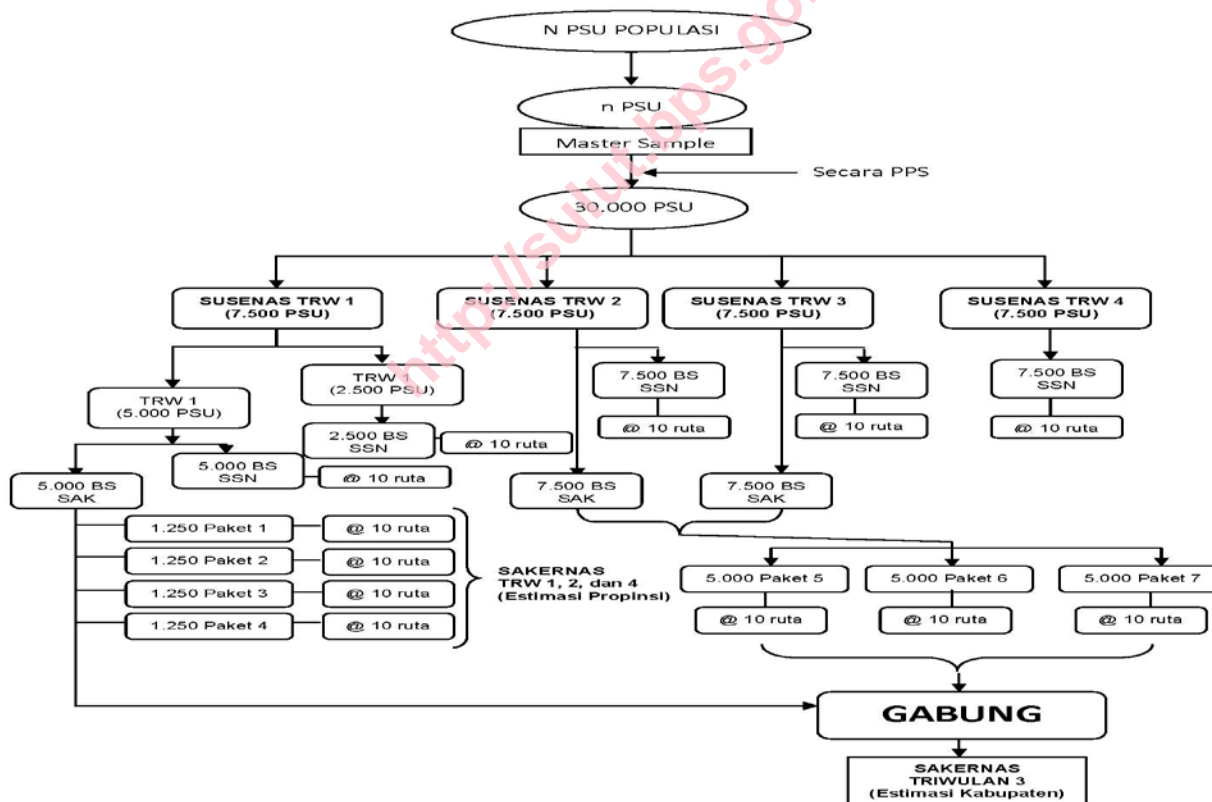 N PSU POPULASI
n PSU
Master Sample
Secara PPS
30.000 PSU
SUSENAS TRW 1
(7.500 PSU)
SUSENAS TRW 2
(7.500 PSU)
SUSENAS TRW 3
(7.500 PSU)
SUSENAS TRW 4
(7.500 PSU)
TRW 1
(5.000 PSU)
TRW 1
(2.500 PSU)
7.500 BS
SSN
7.500 BS
SSN
7.500 BS
SSN
@ 10 ruta
@ 10 ruta
@ 10 ruta
2.500 BS
SSN
@ 10 ruta
5.000 BS
SSN
@ 10 ruta
5.000 BS
SAK
7.500 BS
SAK
7.500 BS
SAK
1.250 Paket 1
@ 10 ruta
1.250 Paket 2
@ 10 ruta
1.250 Paket 3
@ 10 ruta
1.250 Paket 4
@ 10 ruta
SAKERNAS
TRW 1, 2, dan 4
(Estimasi Propinsi)
5.000 Paket 5
5.000 Paket 6
5.000 Paket 7
@ 10 ruta
@ 10 ruta
@ 10 ruta
GABUNG
SAKERNAS
TRIWULAN 3
(Estimasi Kabupaten)
http://sulut.bps.go